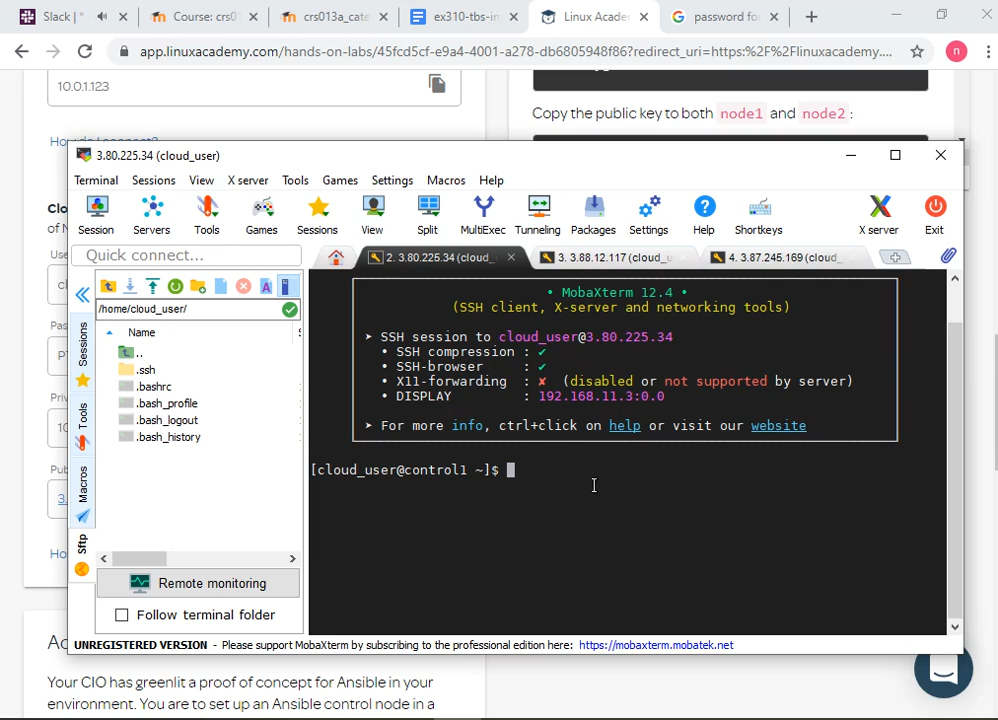 Slack | *
Course: crs0
crs013a_cate
ex310-tbs-in
Linux Acade
password fo
app.linuxacademy.com/hands-on-labs/45fcd5cf-e9a4-4001-a278-db6805948f86?redirect_uri=https:%2F%2Flinuxacademy....
n
10.0.1.123
Copy the public key to both node1 and node2 :
How do I connect?
3.80.225.34 (cloud_user)
Terminal Sessions View X server Tools Games Settings Macros Help
Session Servers Tools Games Sessions View Split MultiExec Tunneling Packages Settings Help Shortkeys X server Exit
Quick connect...
2. 3.80.225.34 (cloud_
3. 3.88.12.117 (cloud_u
4. 3.87.245.169 (cloud_
/home/cloud_user/
Name
..
.ssh
.bashrc
.bash_profile
.bash_logout
.bash_history
Sessions
Tools
Macros
Sftp
Remote monitoring
Follow terminal folder
• MobaXterm 12.4 •
(SSH client, X-server and networking tools)
➤ SSH session to cloud_user@3.80.225.34
• SSH compression : ✔
• SSH-browser : ✔
• X11-forwarding : ✘ (disabled or not supported by server)
• DISPLAY : 192.168.11.3:0.0
➤ For more info, ctrl+click on help or visit our website
[cloud_user@control1 ~]$
UNREGISTERED VERSION - Please support MobaXterm by subscribing to the professional edition here: https://mobaxterm.mobatek.net
Your CIO has greenlit a proof of concept for Ansible in your
environment. You are to set up an Ansible control node in a